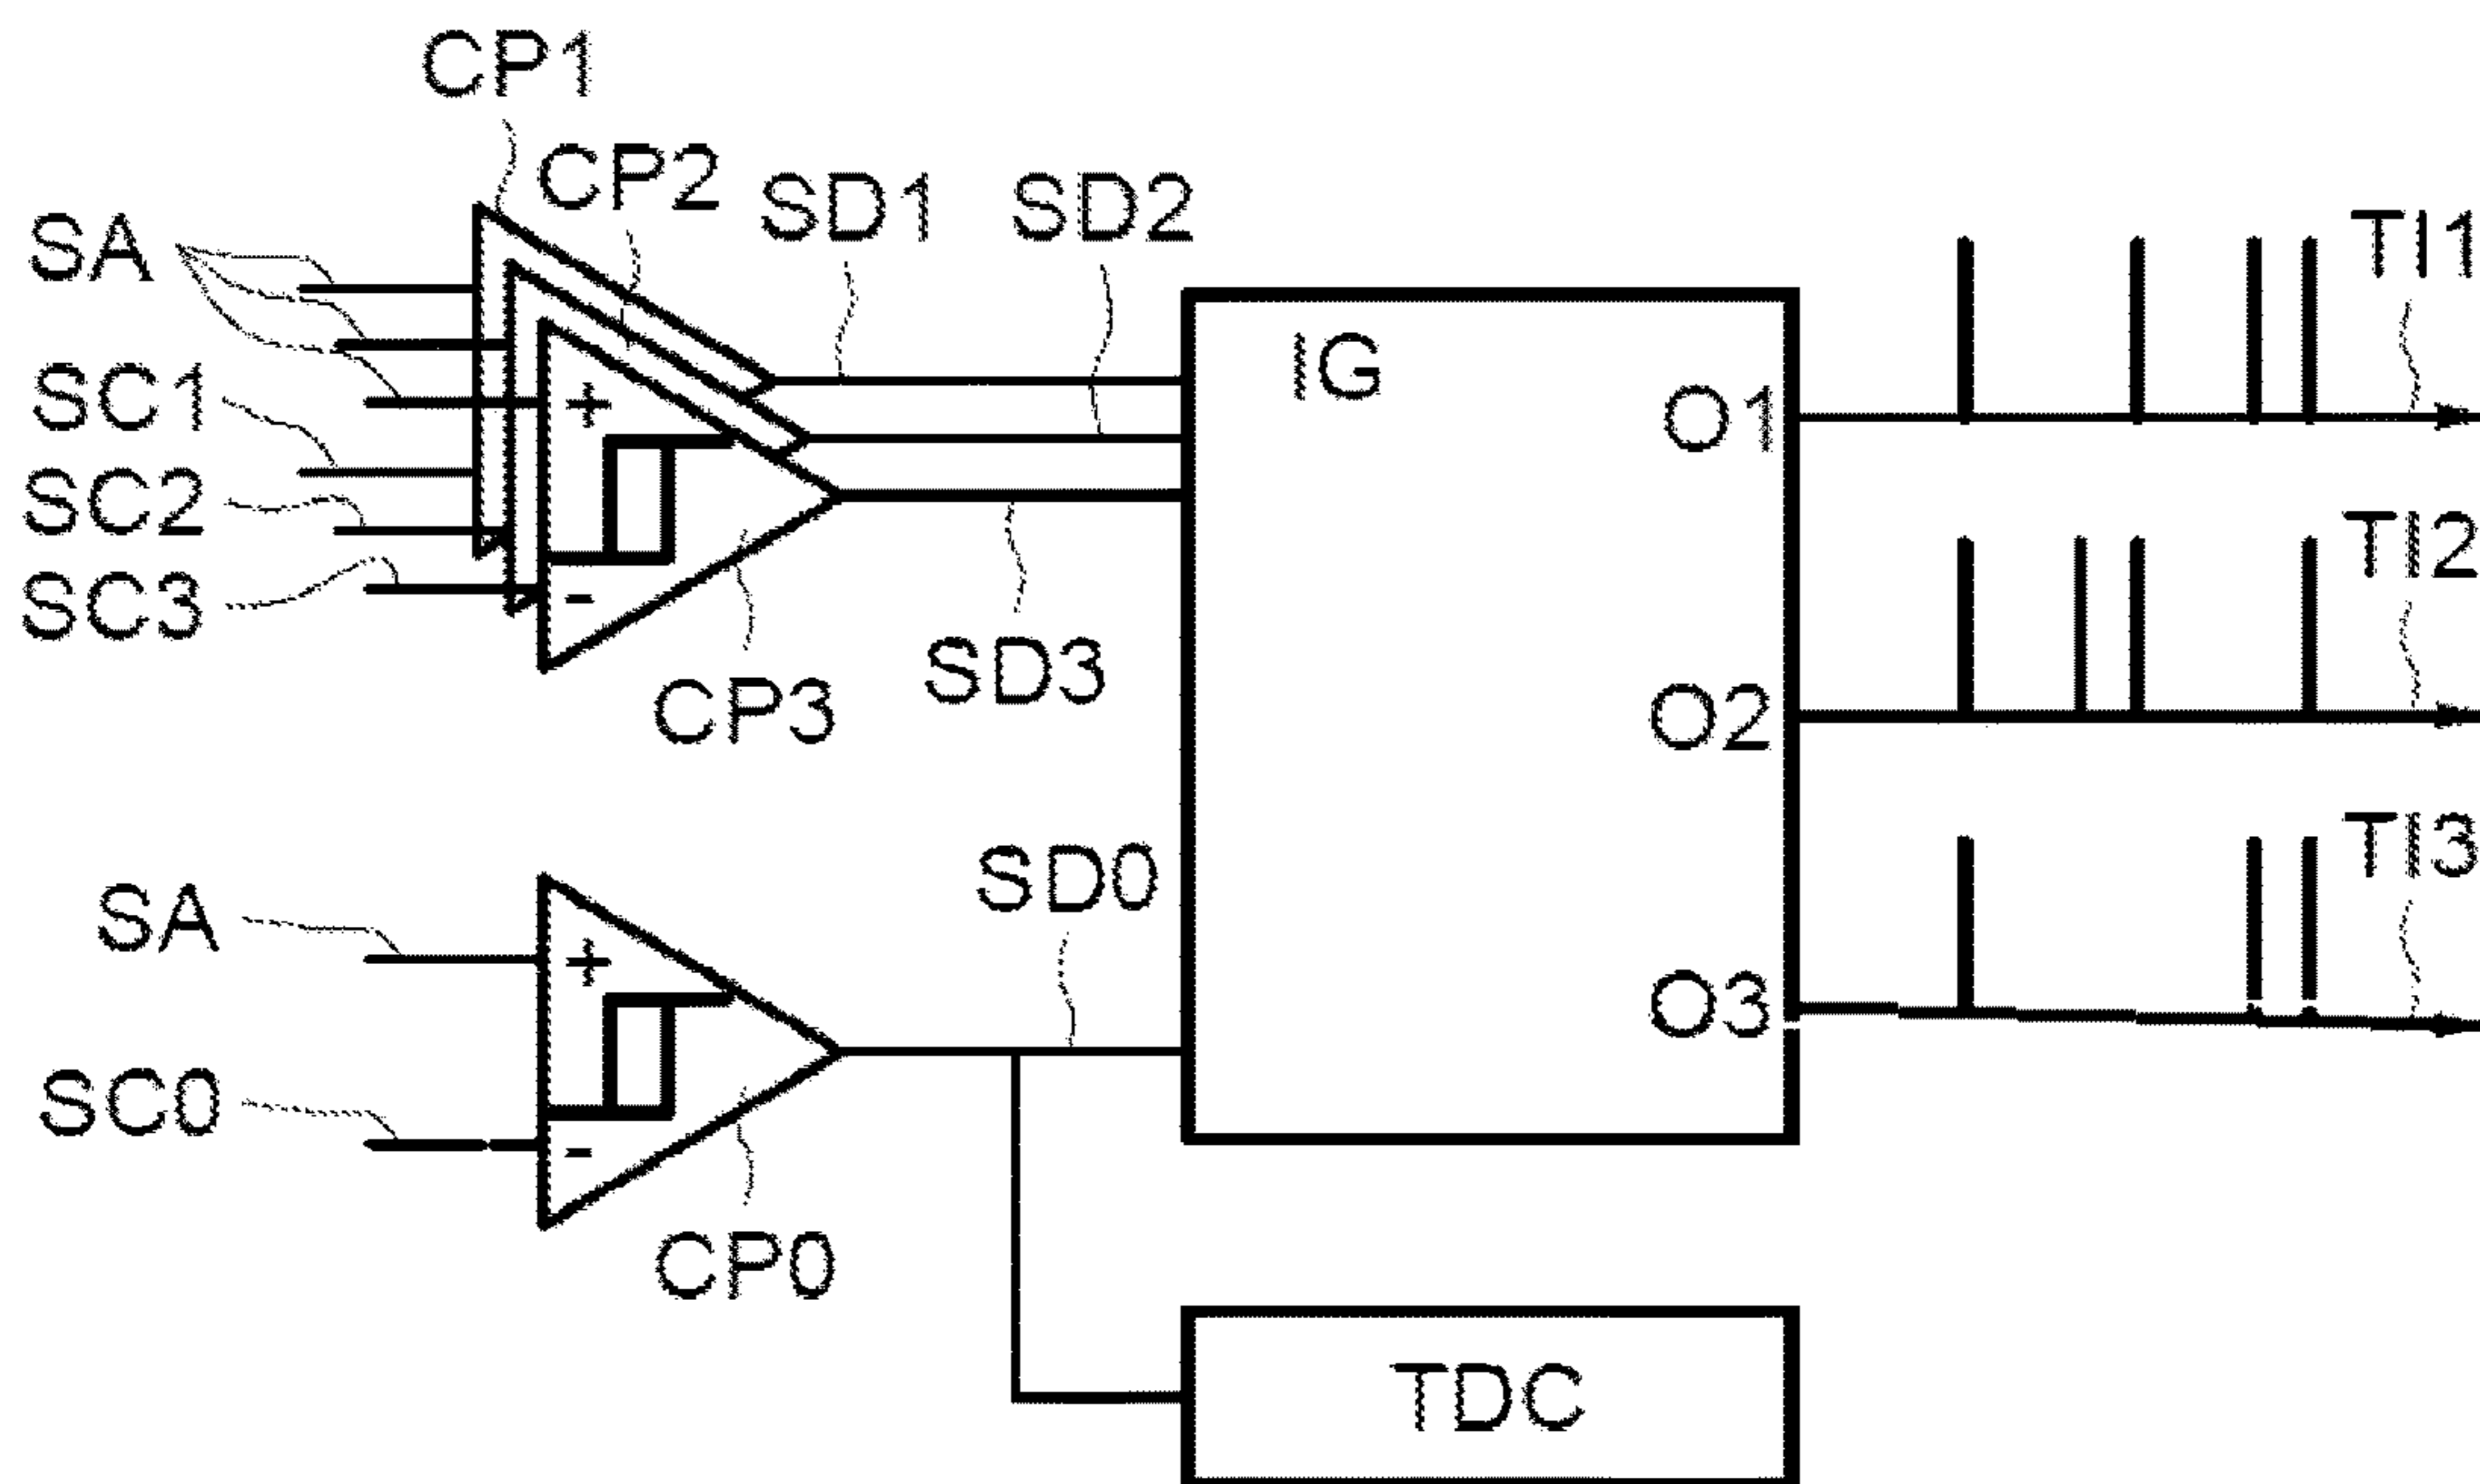 CP1
CP2
SD1
SD2
TI1
SA
IG
SC1
+
O1
SC2
SC3
-
TI2
SD3
CP3
O2
TI3
SA
SD0
+
O3
SC0
-
CP0
TDC